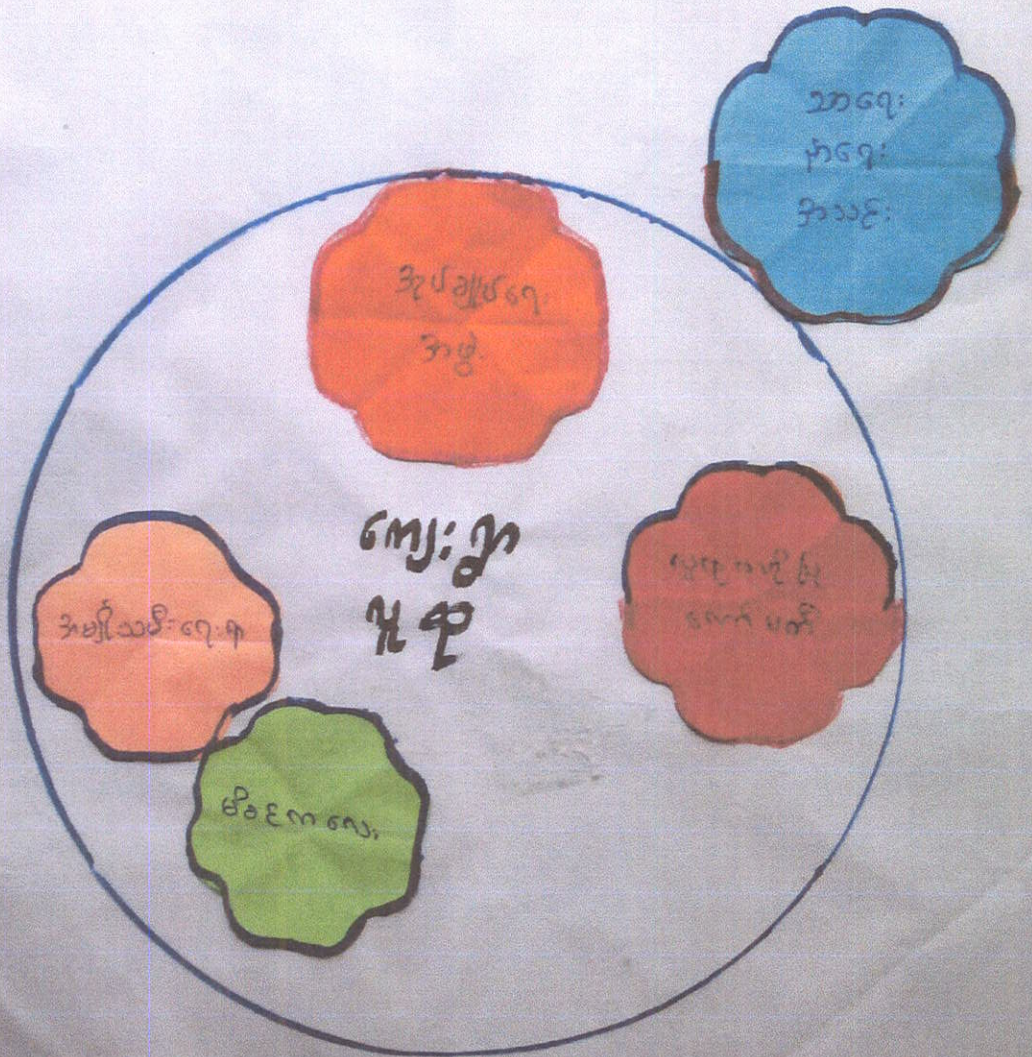 သာရေး
နာရေး
အသင်း
အုပ်ချုပ်ရေး
အဖွဲ့
ကျေးရွာ
လူထု
အမျိုးသမီးရေးရာ
မိခင်ကလေး